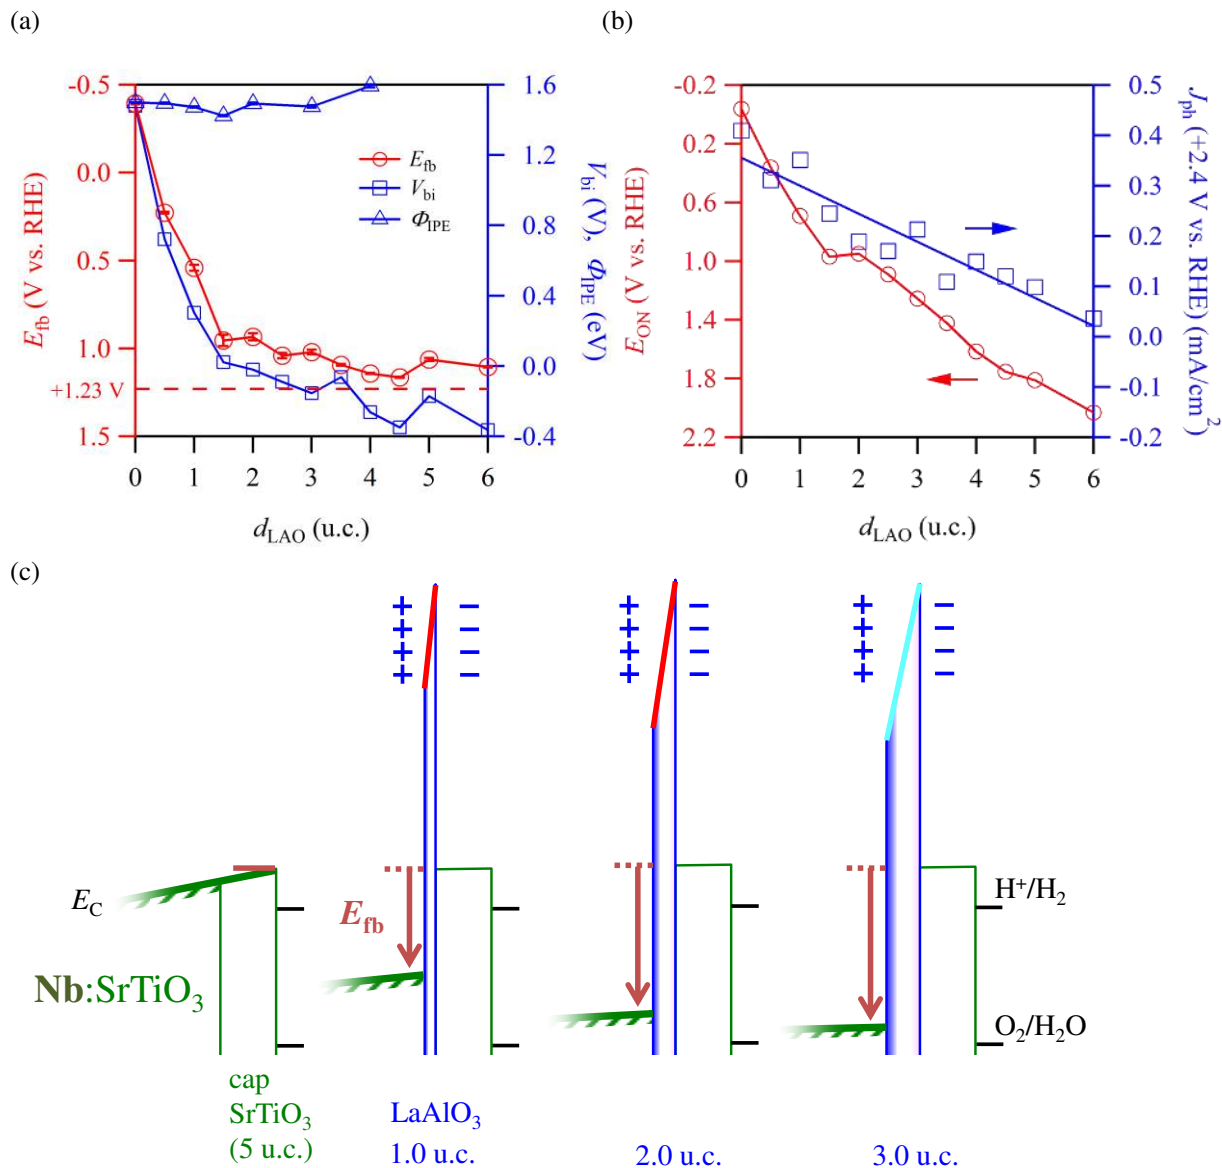 (a)
(b)
-0.5
0.0
0.5
1.0
+1.23 V
1.5
E_fb (V vs. RHE)
E_fb
V_bi
Φ_IPE
1.6
1.2
0.8
0.4
0.0
-0.4
V_bi (V), Φ_IPE (eV)
0 1 2 3 4 5 6
d_LAO (u.c.)
-0.2
0.2
0.6
1.0
1.4
1.8
2.2
E_ON (V vs. RHE)
0.5
0.4
0.3
0.2
0.1
0.0
-0.1
-0.2
J_ph (+2.4 V vs. RHE) (mA/cm^2)
0 1 2 3 4 5 6
d_LAO (u.c.)
(c)
+ − + − + −
+ − + − + −
+ − + − + −
+ − + − + −
E_C
E_fb
H⁺/H₂
Nb:SrTiO₃
O₂/H₂O
cap
SrTiO₃
(5 u.c.)
LaAlO₃
1.0 u.c.
2.0 u.c.
3.0 u.c.